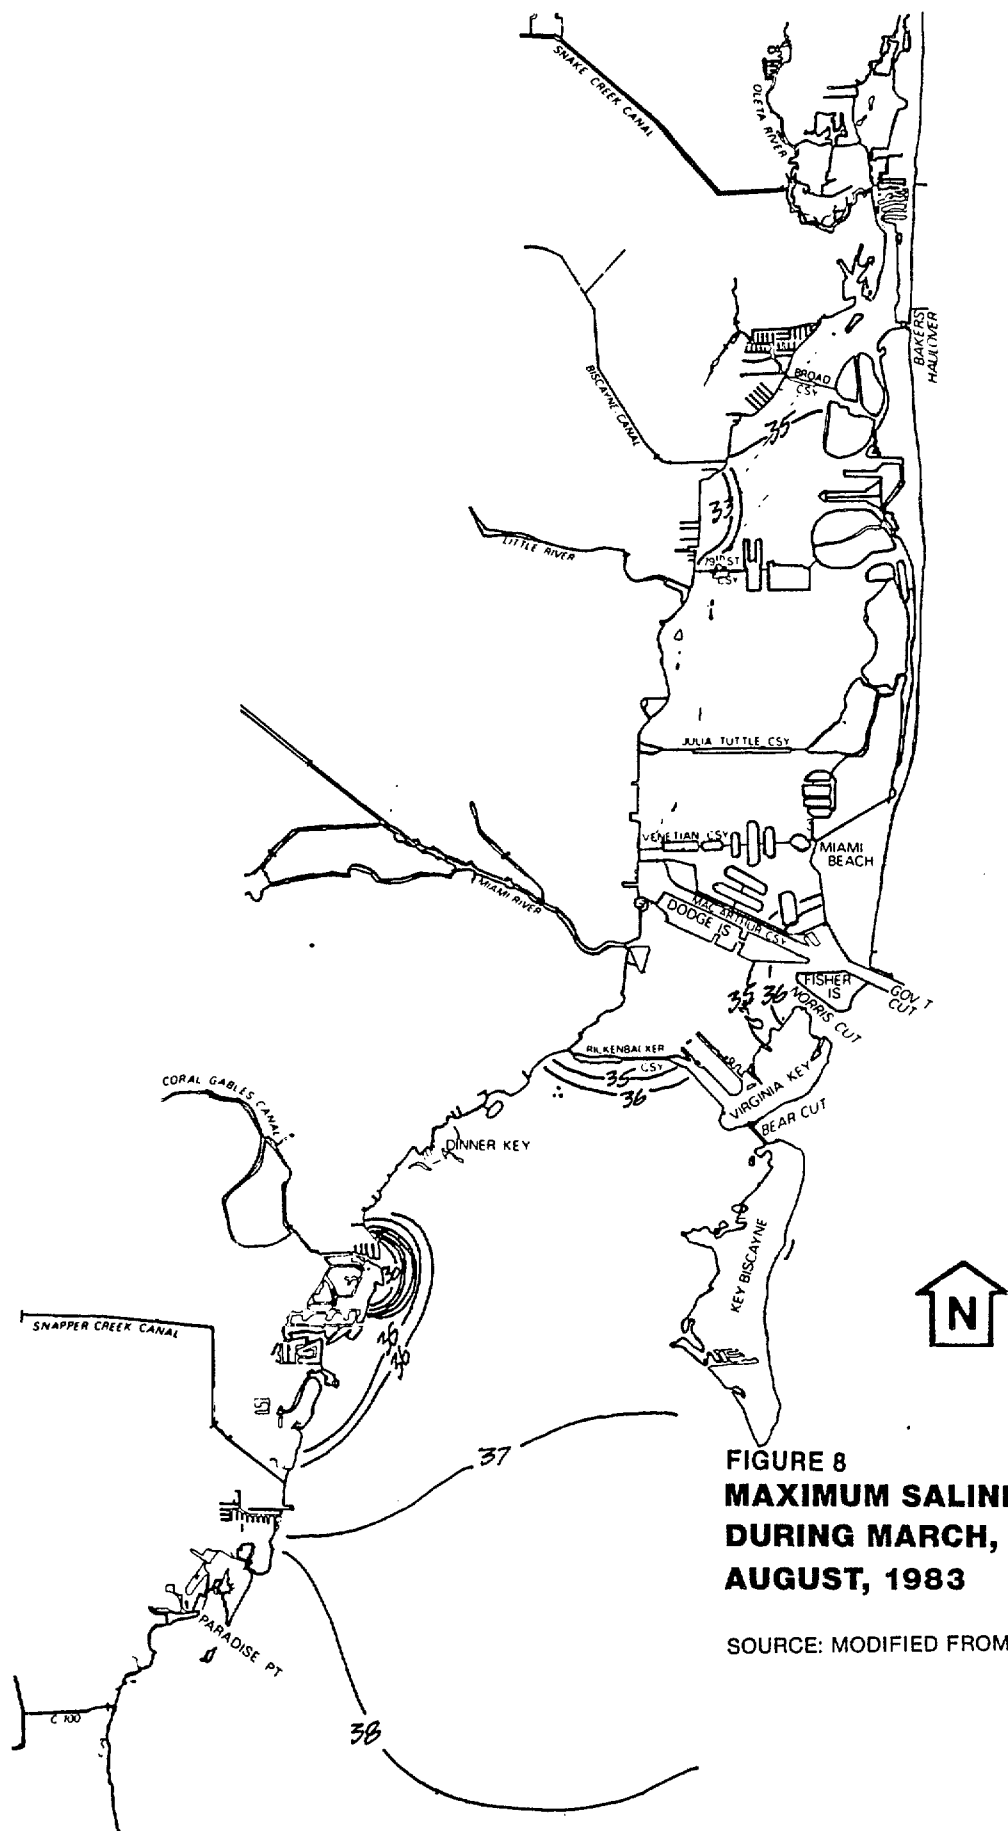 SNAKE CREEK CANAL
OLETA RIVER
BAKERS
HAULOVER
BISCAYNE CANAL
BROAD
CSY
35
33
LITTLE RIVER
79th ST
CSY
JULIA TUTTLE CSY
VENETIAN CSY
MIAMI
BEACH
MIAMI RIVER
MAC ARTHUR CSY
DODGE IS
FISHER
IS
GOV'T
CUT
NORRIS CUT
35
36
RICKENBACKER
CSY
35
36
VIRGINIA KEY
BEAR CUT
CORAL GABLES CANAL
DINNER KEY
KEY BISCAYNE
30
N
SNAPPER CREEK CANAL
36
37
FIGURE 8
MAXIMUM SALINI
DURING MARCH,
AUGUST, 1983
SOURCE: MODIFIED FROM
PARADISE PT
C 100
38